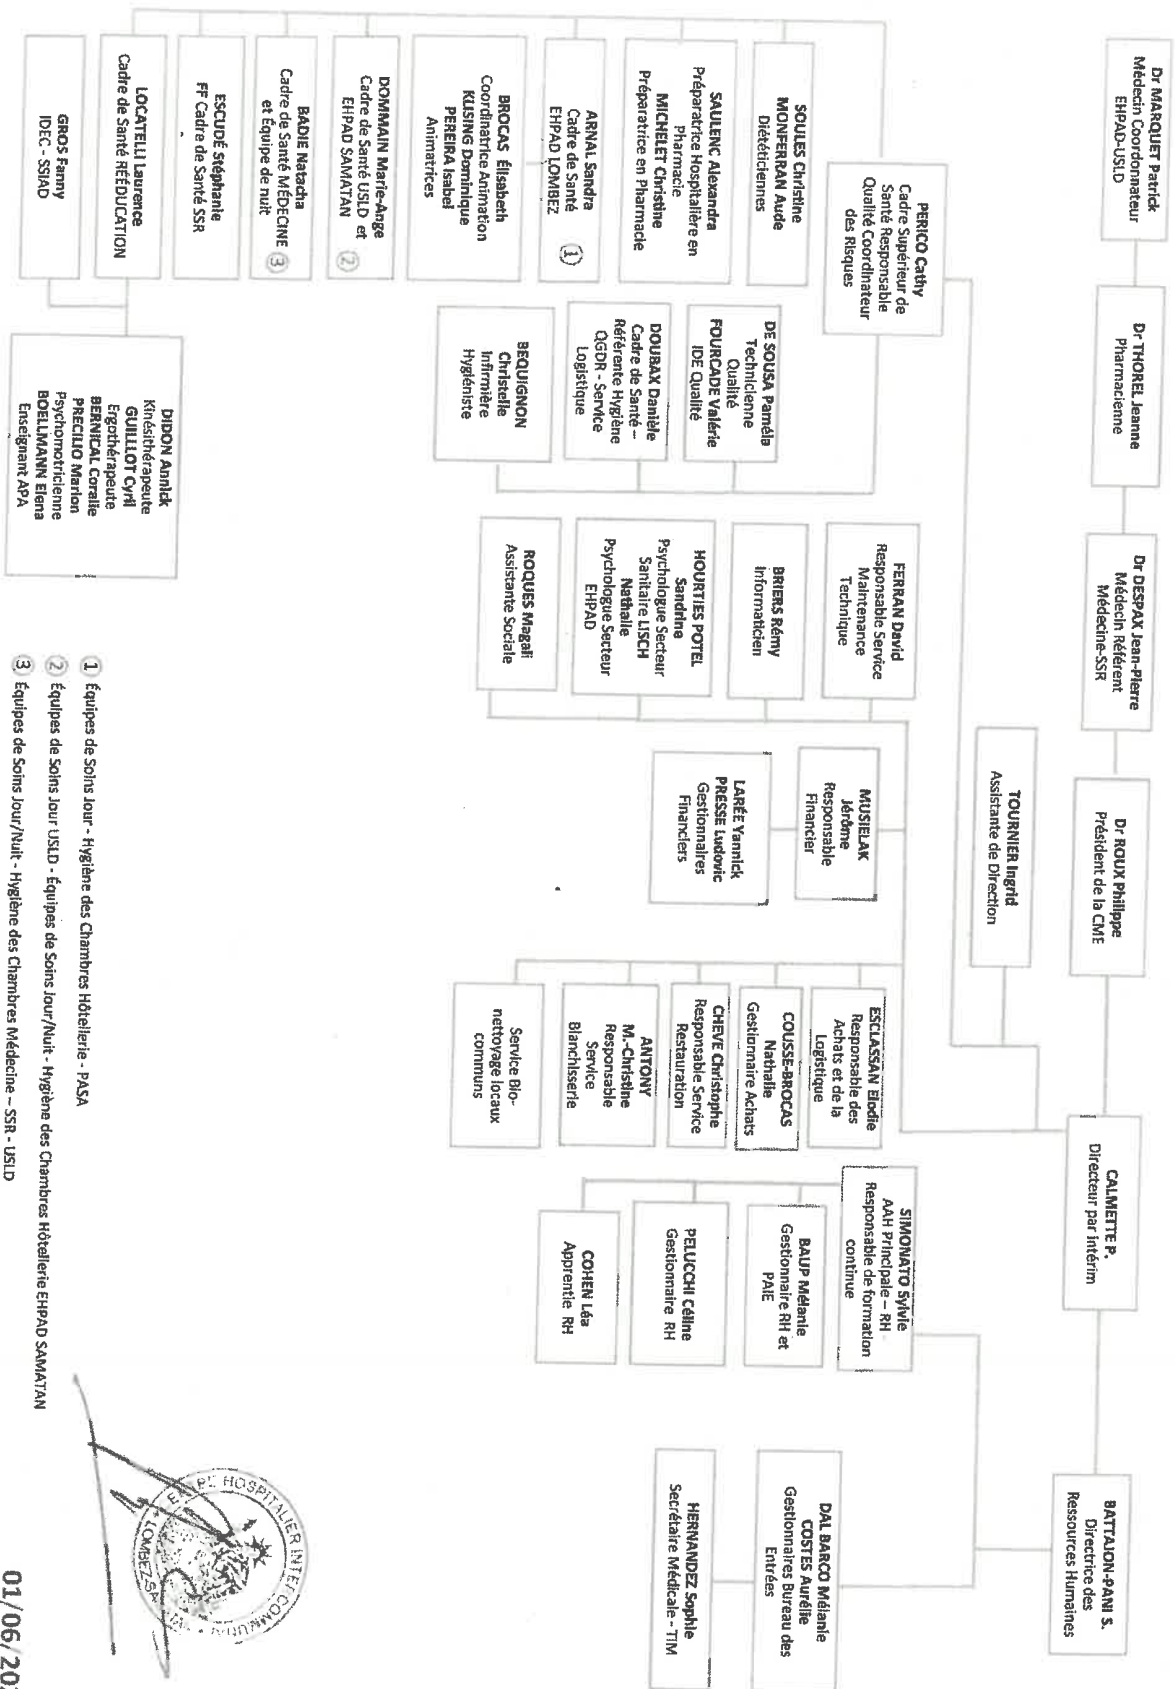 Dr MARQUET Patrick
Médecin Coordonnateur
EHPAD-USLD
Dr THOREL Jeanne
Pharmacienne
Dr DESPAX Jean-Pierre
Médecin Référent
Médecine-SSR
Dr ROUX Philippe
Président de la CME
CALMETTE P.
Directeur par intérim
BATTAJON-PANI S.
Directrice des
Ressources Humaines
TOURNIER Ingrid
Assistante de Direction
PERICO Cathy
Cadre Supérieur de
Santé Responsable
Qualité Coordinateur
des Risques
SOULES Christine
MONFERRAN Aude
Diététiciennes
SAULENC Alexandra
Préparatrice Hospitalière en
Pharmacie
MICHELET Christine
Préparatrice en Pharmacie
ARNAL Sandra
Cadre de Santé
EHPAD LOMBEZ
①
BROCAS Élisabeth
Coordinatrice Animation
KLISING Dominique
PEREIRA Isabel
Animatrices
DOMMAIN Marie-Ange
Cadre de Santé USLD et
EHPAD SAMATAN
②
BADIE Natacha
Cadre de Santé MÉDECINE ③
et Équipe de nuit
ESCUDÉ Stéphanie
FF Cadre de Santé SSR
LOCATELLI Laurence
Cadre de Santé RÉÉDUCATION
GROS Fanny
IDEC - SSIAD
DE SOUSA Paméla
Technicienne
Qualité
FOURCADE Valérie
IDE Qualité
DOUBAX Danièle
Cadre de Santé –
Référente Hygiène
QGDR - Service
Logistique
BEQUIGNON
Christelle
Infirmière
Hygiéniste
DIDON Annick
Kinésithérapeute
GUILLOT Cyril
Ergothérapeute
BERNICAL Coralie
PRECILIO Marion
Psychomotricienne
BOELLMANN Elena
Enseignant APA
FERRAN David
Responsable Service
Maintenance
Technique
BRIERS Rémy
Informaticien
HOURTIES POTEL
Sandrine
Psychologue Secteur
Sanitaire LISCH
Nathalie
Psychologue Secteur
EHPAD
ROQUES Magali
Assistante Sociale
MUSIELAK
Jérôme
Responsable
Financier
LARÉE Yannick
PRESSE Ludovic
Gestionnaires
Financiers
ESCLASSAN Elodie
Responsable des
Achats et de la
Logistique
COUSSE-BROCAS
Nathalie
Gestionnaire Achats
CHEVE Christophe
Responsable Service
Restauration
ANTONY
M.-Christine
Responsable
Service
Blanchisserie
Service Bio-
nettoyage locaux
communs
SIMONATO Sylvie
AAH Principale – RH
Responsable de formation
continue
BAUP Mélanie
Gestionnaire RH et
PAIE
PELUCCHI Céline
Gestionnaire RH
COHEN Léa
Apprentie RH
DAL BARCO Mélanie
COSTES Aurélie
Gestionnaires Bureau des
Entrées
HERNANDEZ Sophie
Secrétaire Médicale - TIM
① Équipes de Soins Jour - Hygiène des Chambres Hôtellerie - PASA
② Équipes de Soins Jour USLD - Équipes de Soins Jour/Nuit - Hygiène des Chambres Hôtellerie EHPAD SAMATAN
③ Équipes de Soins Jour/Nuit - Hygiène des Chambres Médecine – SSR - USLD
HOSPITALIER INTERCOMMUNAL
01/06/20